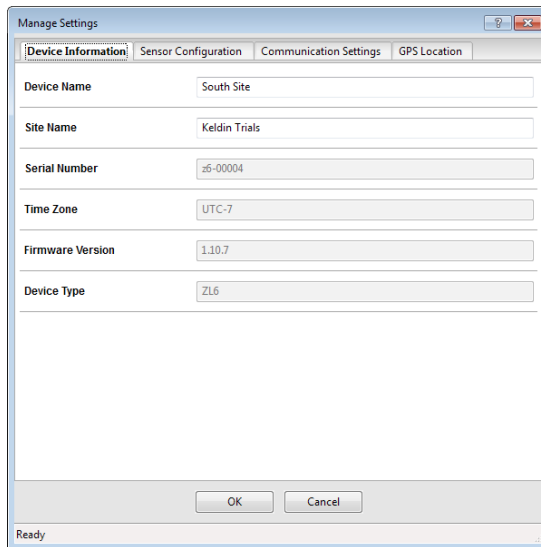 Manage Settings
Device Information Sensor Configuration Communication Settings GPS Location
Device Name South Site
Site Name Keldin Trials
Serial Number z6-00004
Time Zone UTC-7
Firmware Version 1.10.7
Device Type ZL6
OK Cancel
Ready